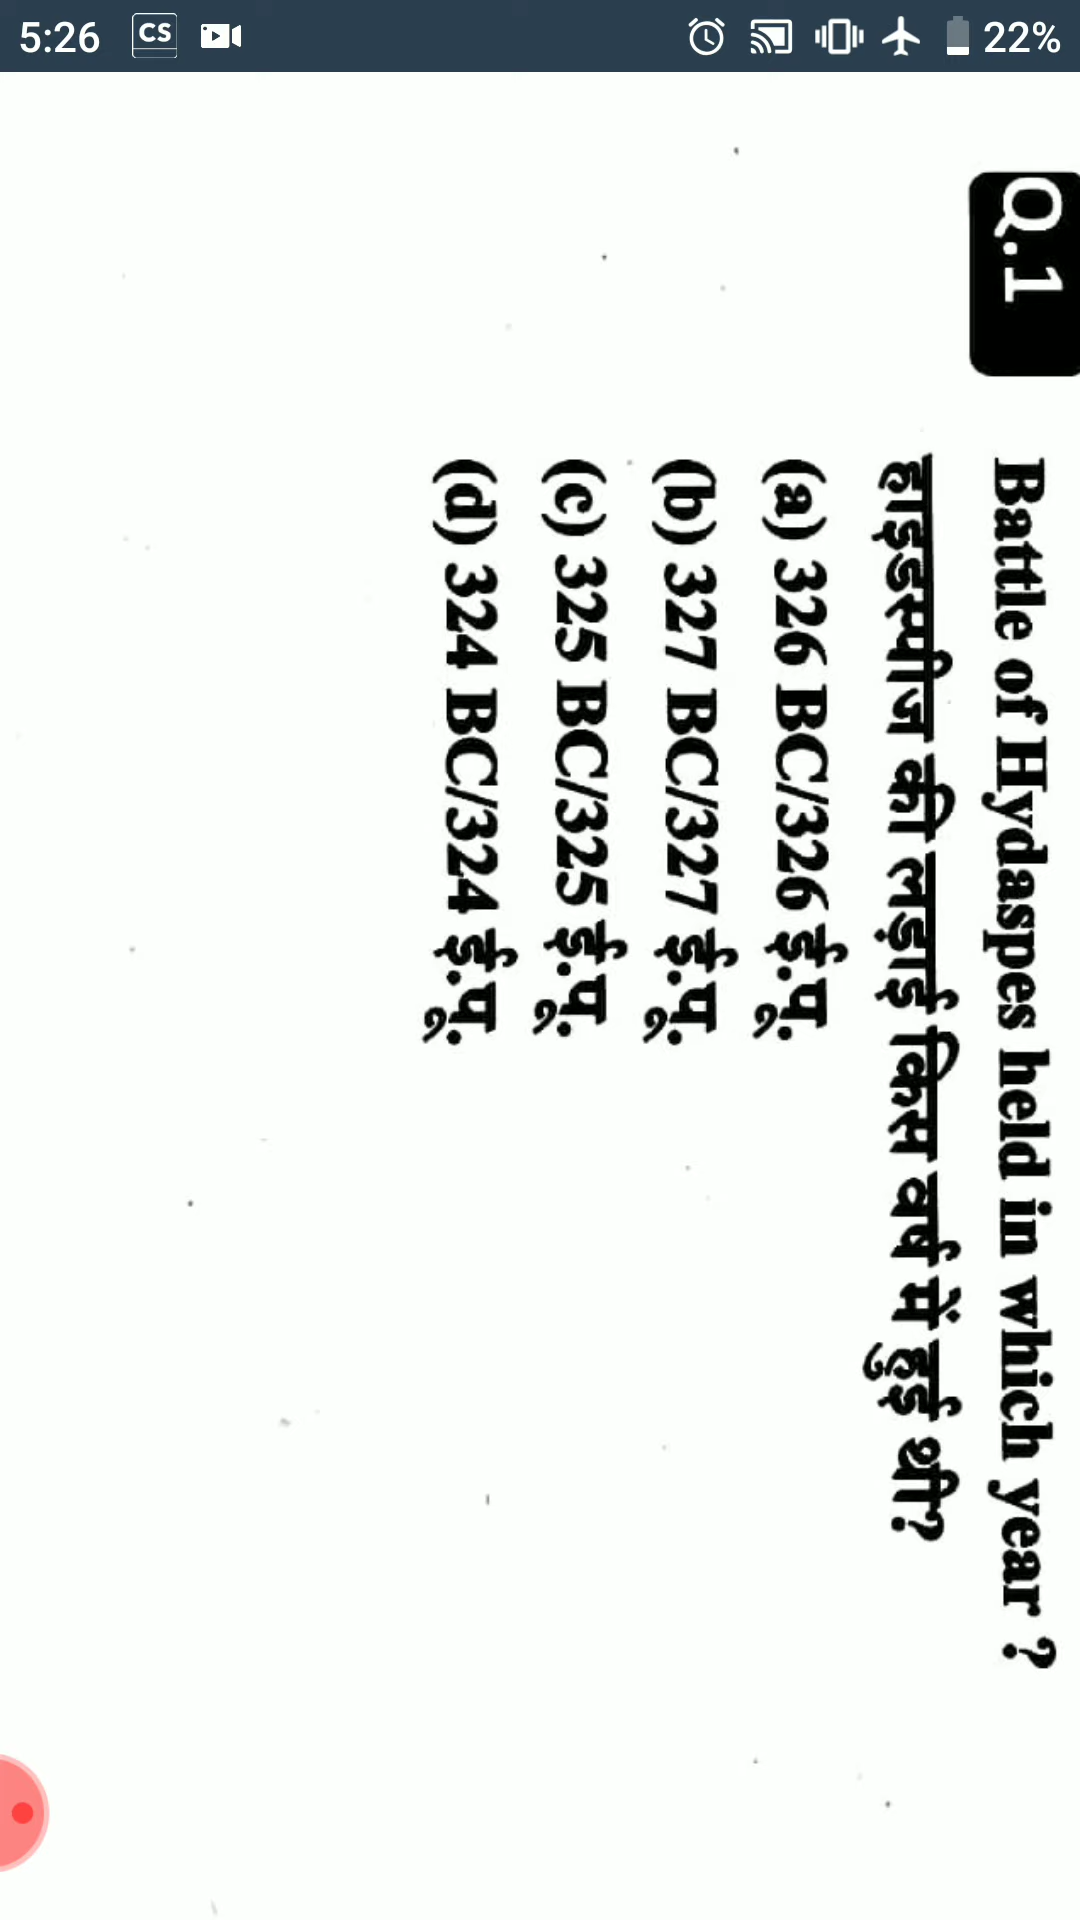 5:26 CS 22%
Q.1 Battle of Hydaspes held in which year ?
हाइडस्पीज की लड़ाई किस वर्ष में हुई थी?
(a) 326 BC/326 ई.पू.
(b) 327 BC/327 ई.पू.
(c) 325 BC/325 ई.पू.
(d) 324 BC/324 ई.पू.